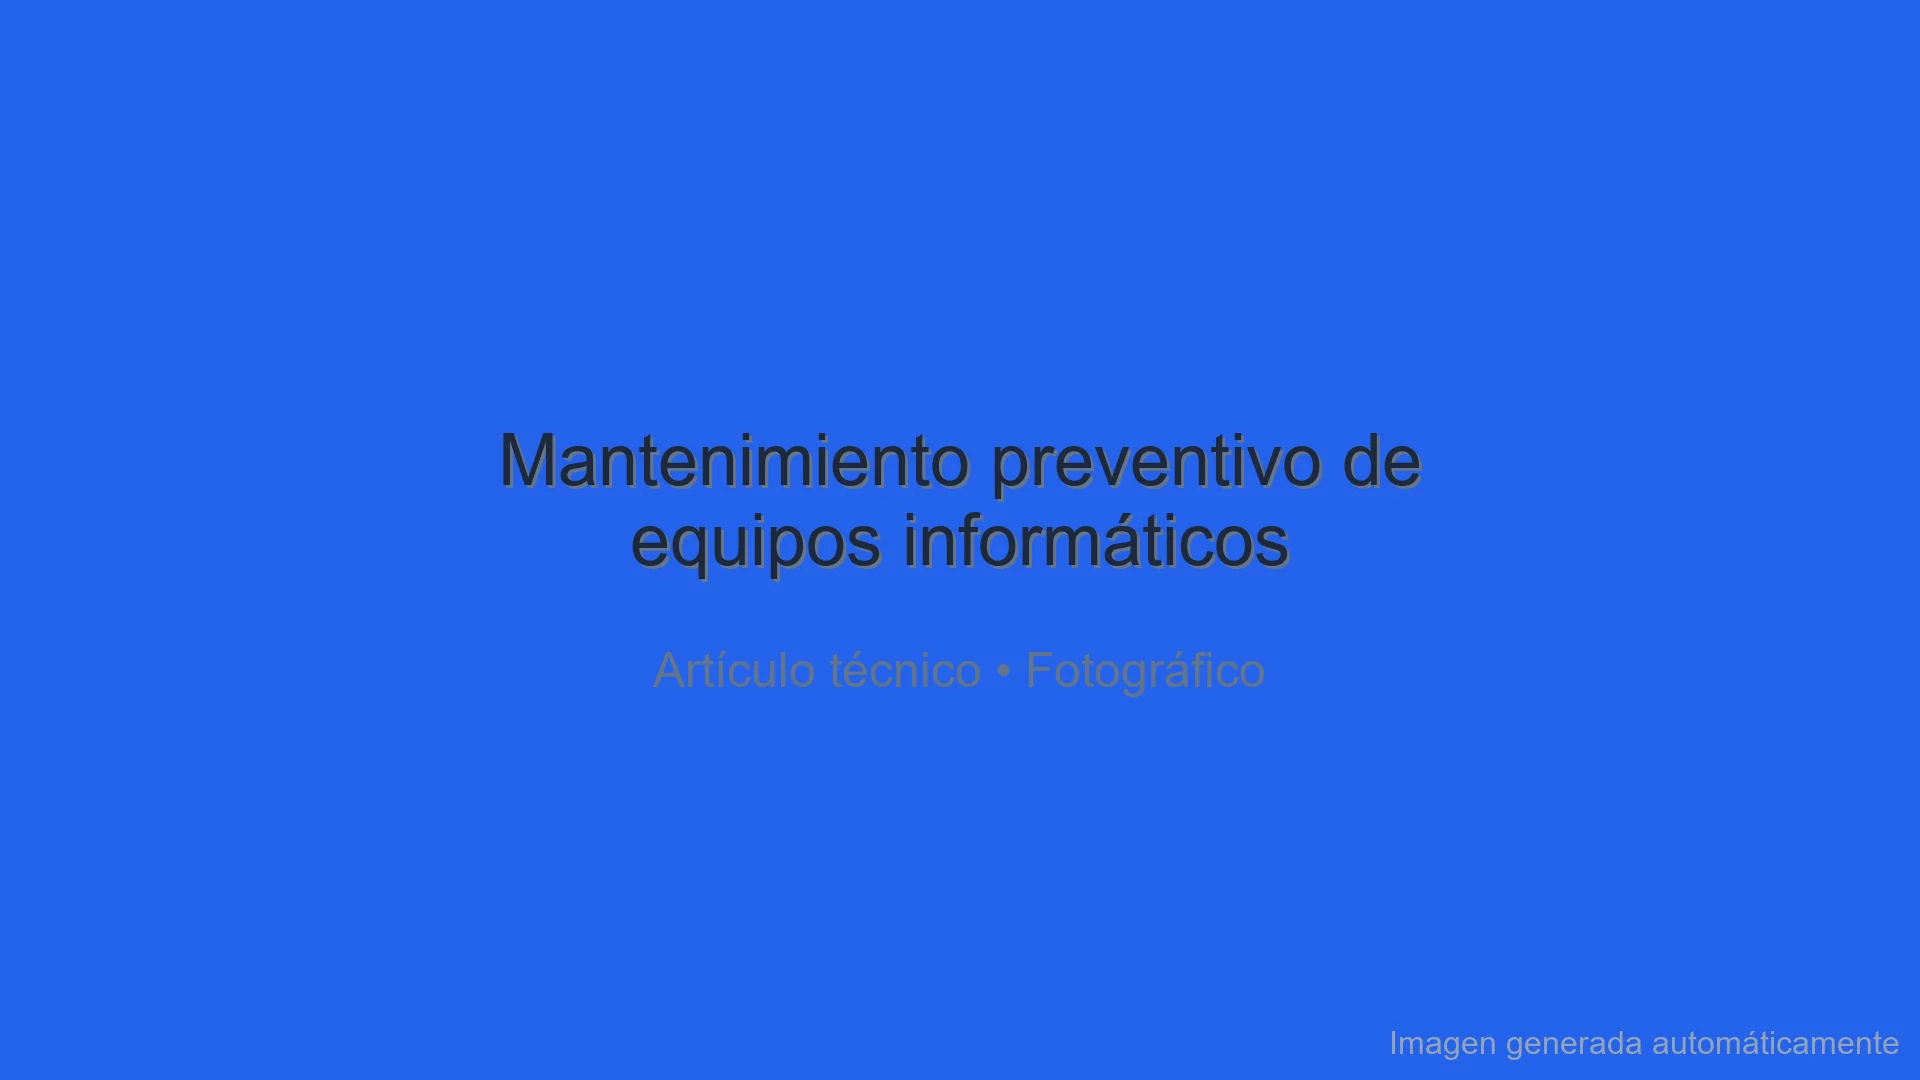 Mantenimiento preventivo de
equipos informáticos
Artículo técnico • Fotográfico
Imagen generada automáticamente